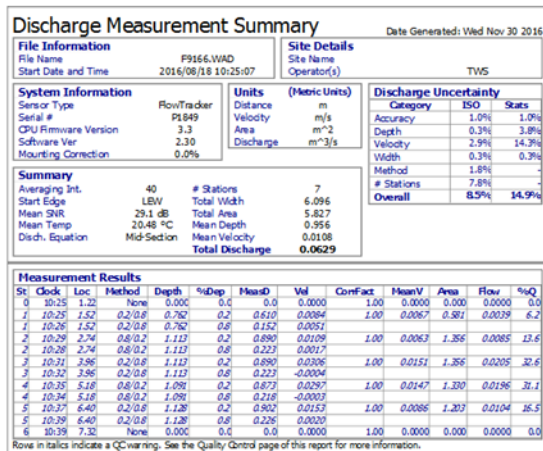 Discharge Measurement Summary
Date Generated: Wed Nov 30 2016
File Information
File Name F9166.WAD
Start Date and Time 2016/08/18 10:25:07
Site Details
Site Name
Operator(s) TWS
System Information
Sensor Type FlowTracker
Serial # P1849
CPU Firmware Version 3.3
Software Ver 2.30
Mounting Correction 0.0%
Units (Metric Units)
Distance m
Velocity m/s
Area m^2
Discharge m^3/s
Discharge Uncertainty
Category ISO Stats
Accuracy 1.0% 1.0%
Depth 0.3% 3.8%
Velocity 2.9% 14.3%
Width 0.3% 0.3%
Method 1.8% -
# Stations 7.8% -
Overall 8.5% 14.9%
Summary
Averaging Int. 40 # Stations 7
Start Edge LEW Total Width 6.096
Mean SNR 29.1 dB Total Area 5.827
Mean Temp 20.48 °C Mean Depth 0.956
Disch. Equation Mid-Section Mean Velocity 0.0108
Total Discharge 0.0629
Measurement Results
St Clock Loc Method Depth %Dep MeasD Vel CorrFact MeanV Area Flow %Q
0 10:25 1.22 None 0.000 0.0 0.0 0.0000 1.00 0.0000 0.000 0.0000 0.0
1 10:25 1.52 0.2/0.8 0.762 0.2 0.610 0.0084 1.00 0.0067 0.581 0.0039 6.2
1 10:26 1.52 0.2/0.8 0.762 0.8 0.152 0.0051
2 10:29 2.74 0.8/0.2 1.113 0.2 0.890 0.0109 1.00 0.0063 1.356 0.0085 13.6
2 10:28 2.74 0.8/0.2 1.113 0.8 0.223 0.0017
3 10:31 3.96 0.2/0.8 1.113 0.2 0.890 0.0306 1.00 0.0151 1.356 0.0205 32.6
3 10:32 3.96 0.2/0.8 1.113 0.8 0.223 -0.0004
4 10:35 5.18 0.8/0.2 1.091 0.2 0.873 0.0297 1.00 0.0147 1.330 0.0196 31.1
4 10:34 5.18 0.8/0.2 1.091 0.8 0.218 -0.0003
5 10:37 6.40 0.2/0.8 1.128 0.2 0.902 0.0153 1.00 0.0086 1.203 0.0104 16.5
5 10:39 6.40 0.2/0.8 1.128 0.8 0.226 0.0020
6 10:39 7.32 None 0.000 0.0 0.0 0.0000 1.00 0.0000 0.000 0.0000 0.0
Rows in italics indicate a QC warning. See the Quality Control page of this report for more information.